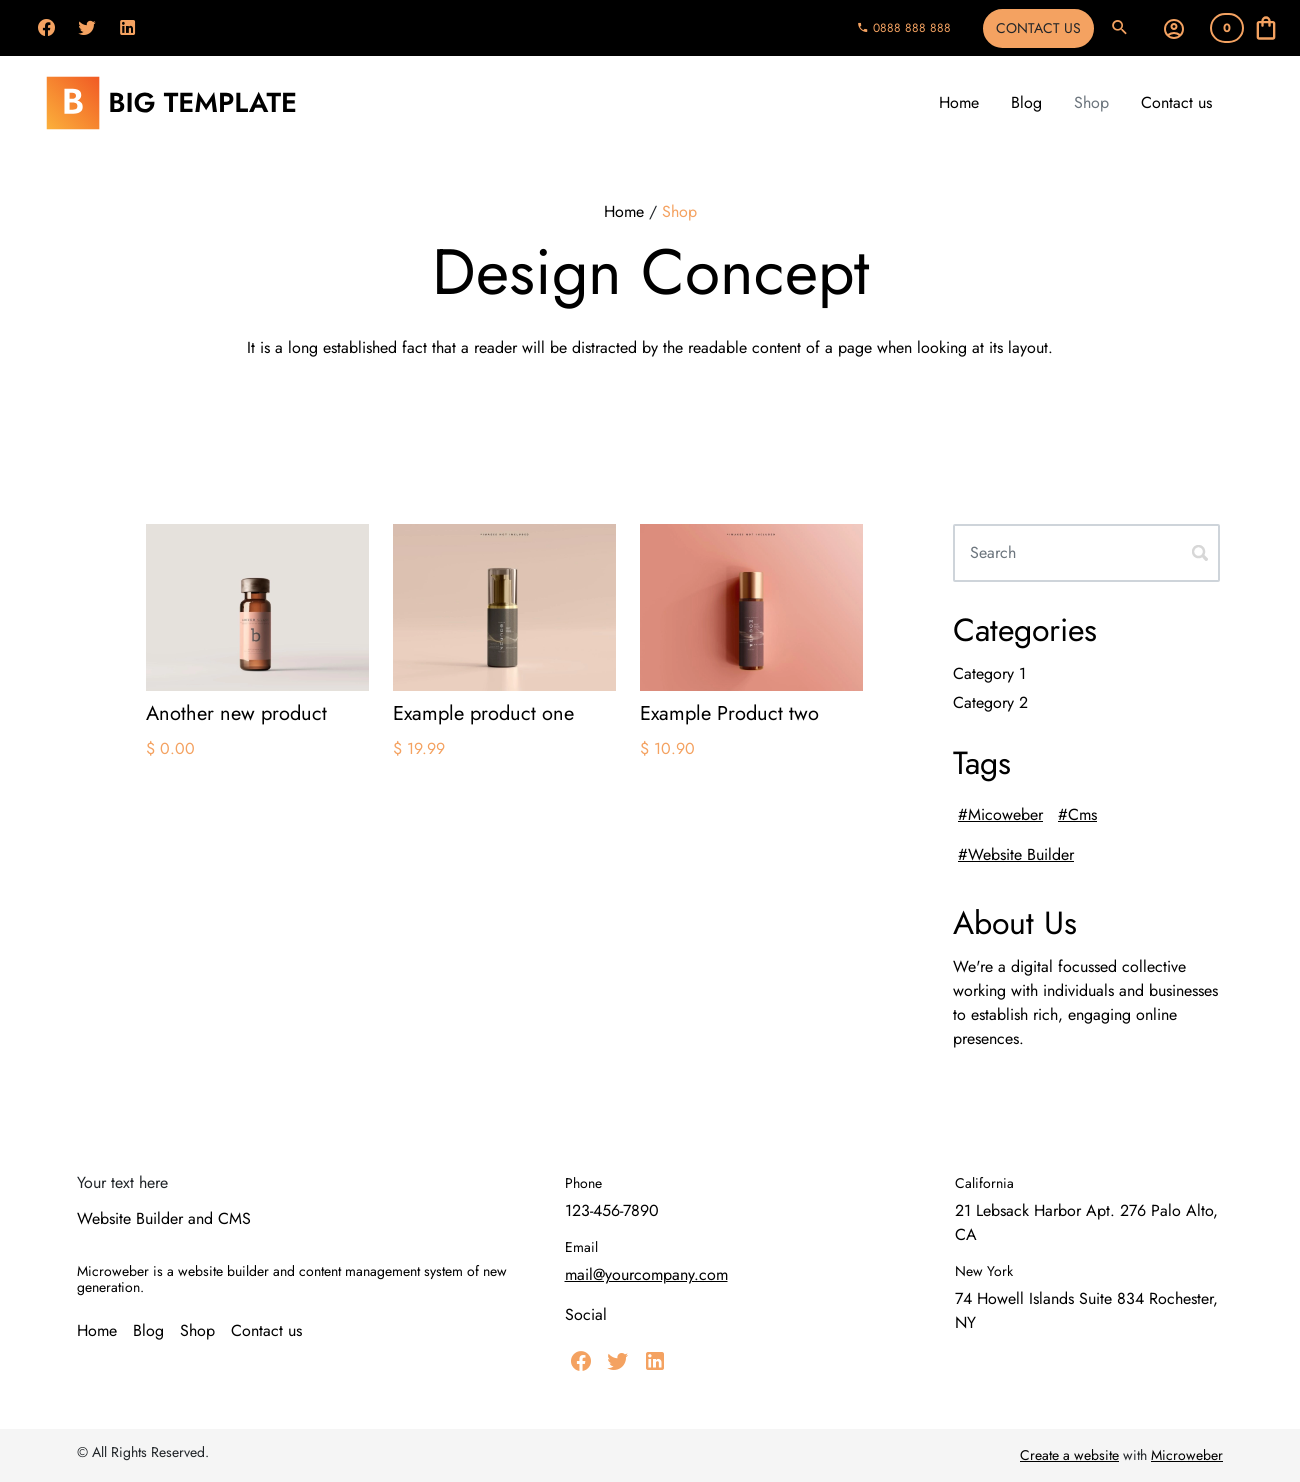 0888 888 888
CONTACT US
0
B BIG TEMPLATE
Home Blog Shop Contact us
Home / Shop
Design Concept
It is a long established fact that a reader will be distracted by the readable content of a page when looking at its layout.
Search
b
Another new product
$ 0.00
Example product one
$ 19.99
Example Product two
$ 10.90
Categories
Category 1
Category 2
Tags
#Micoweber #Cms
#Website Builder
About Us
We're a digital focussed collective
working with individuals and businesses
to establish rich, engaging online
presences.
Your text here
Website Builder and CMS
Microweber is a website builder and content management system of new
generation.
Home Blog Shop Contact us
Phone
123-456-7890
Email
mail@yourcompany.com
Social
California
21 Lebsack Harbor Apt. 276 Palo Alto,
CA
New York
74 Howell Islands Suite 834 Rochester,
NY
© All Rights Reserved.
Create a website with Microweber